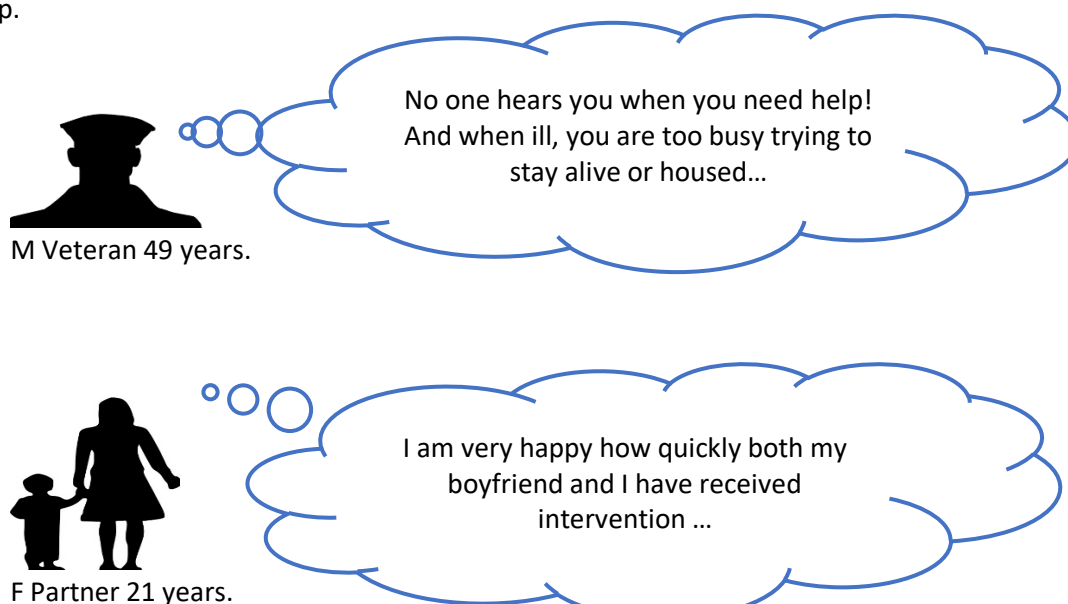 p.
No one hears you when you need help!
And when ill, you are too busy trying to
stay alive or housed…
M Veteran 49 years.
I am very happy how quickly both my
boyfriend and I have received
intervention …
F Partner 21 years.